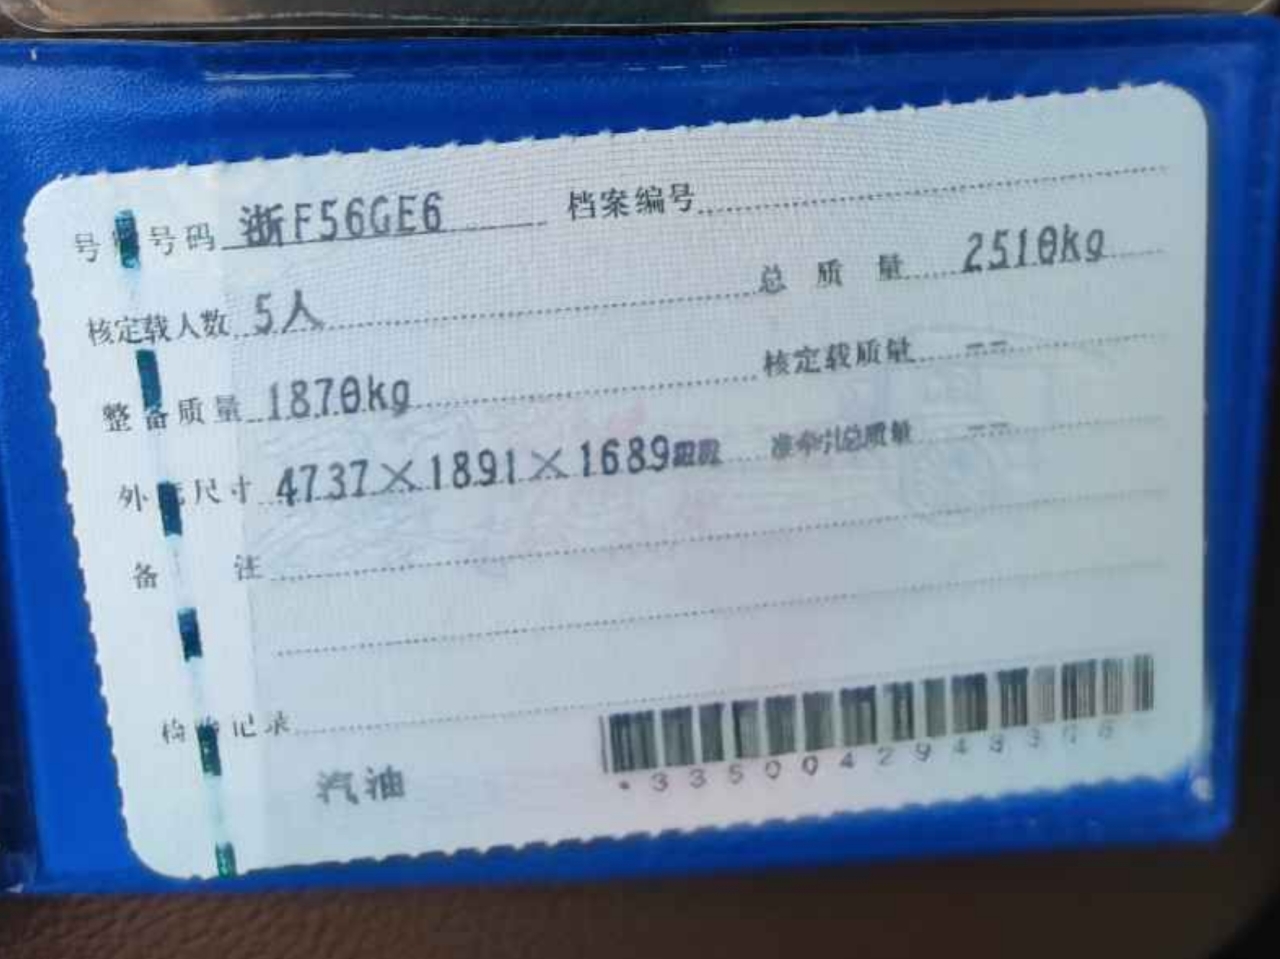 号牌号码 浙F56GE6 档案编号
核定载人数 5人 总质量 2510kg
整备质量 1870kg 核定载质量 --
外廓尺寸 4737×1891×1689mm 准牵引总质量 --
备注
检验记录
汽油